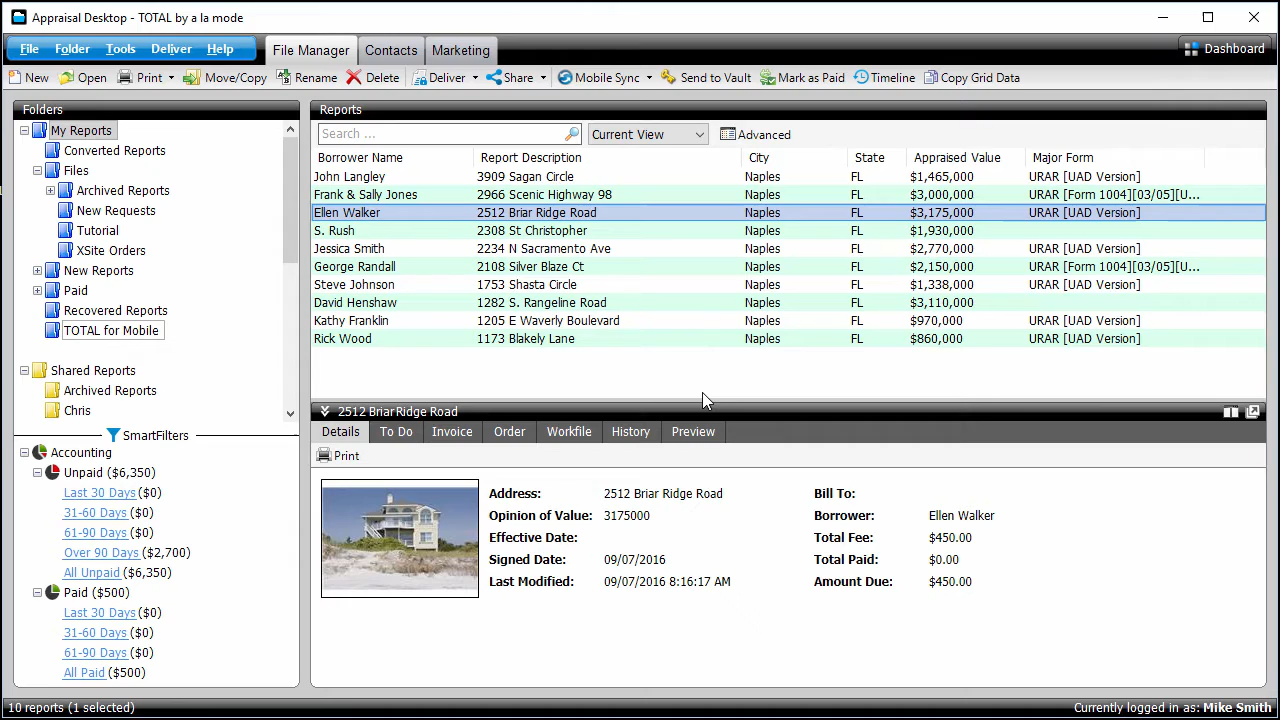 Appraisal Desktop - TOTAL by a la mode
File Folder Tools Deliver Help File Manager Contacts Marketing Dashboard
New Open Print Move/Copy Rename Delete Deliver Share Mobile Sync Send to Vault Mark as Paid Timeline Copy Grid Data
Folders
My Reports
Converted Reports
Files
Archived Reports
New Requests
Tutorial
XSite Orders
New Reports
Paid
Recovered Reports
TOTAL for Mobile
Shared Reports
Archived Reports
Chris
SmartFilters
Accounting
Unpaid ($6,350)
Last 30 Days ($0)
31-60 Days ($0)
61-90 Days ($0)
Over 90 Days ($2,700)
All Unpaid ($6,350)
Paid ($500)
Last 30 Days ($0)
31-60 Days ($0)
61-90 Days ($0)
All Paid ($500)
Reports
Search ... Current View Advanced
Borrower Name Report Description City State Appraised Value Major Form
John Langley 3909 Sagan Circle Naples FL $1,465,000 URAR [UAD Version]
Frank & Sally Jones 2966 Scenic Highway 98 Naples FL $3,000,000 URAR [Form 1004][03/05][U...
Ellen Walker 2512 Briar Ridge Road Naples FL $3,175,000 URAR [UAD Version]
S. Rush 2308 St Christopher Naples FL $1,930,000
Jessica Smith 2234 N Sacramento Ave Naples FL $2,770,000 URAR [UAD Version]
George Randall 2108 Silver Blaze Ct Naples FL $2,150,000 URAR [Form 1004][03/05][U...
Steve Johnson 1753 Shasta Circle Naples FL $1,338,000 URAR [UAD Version]
David Henshaw 1282 S. Rangeline Road Naples FL $3,110,000
Kathy Franklin 1205 E Waverly Boulevard Naples FL $970,000 URAR [UAD Version]
Rick Wood 1173 Blakely Lane Naples FL $860,000 URAR [UAD Version]
2512 Briar Ridge Road
Details To Do Invoice Order Workfile History Preview
Print
Address: 2512 Briar Ridge Road Bill To:
Opinion of Value: 3175000 Borrower: Ellen Walker
Effective Date: Total Fee: $450.00
Signed Date: 09/07/2016 Total Paid: $0.00
Last Modified: 09/07/2016 8:16:17 AM Amount Due: $450.00
10 reports (1 selected) Currently logged in as: Mike Smith